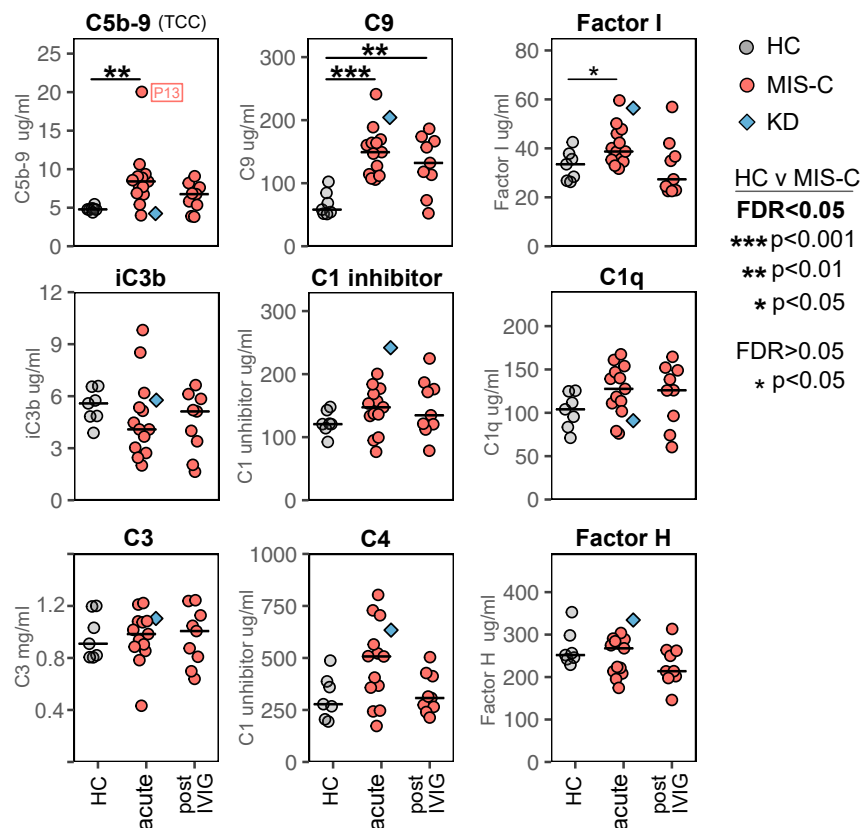 C5b-9 (TCC)
C9
Factor I
HC
MIS-C
KD
HC v MIS-C
FDR<0.05
***p<0.001
**p<0.01
*p<0.05
FDR>0.05
*p<0.05
C5b-9 ug/ml
20
15
10
5
0
**
P13
C9 ug/ml
300
200
100
0
**
***
Factor I ug/ml
80
60
40
20
0
*
iC3b
C1 inhibitor
C1q
iC3b ug/ml
12
9
6
3
0
C1 unhibitor ug/ml
300
200
100
0
C1q ug/ml
200
150
100
50
0
C3
C4
Factor H
C3 mg/ml
1.2
0.8
0.4
C1 unhibitor ug/ml
1000
750
500
250
0
Factor H ug/ml
400
300
200
100
0
HC
acute
post
IVIG
HC
acute
post
IVIG
HC
acute
post
IVIG